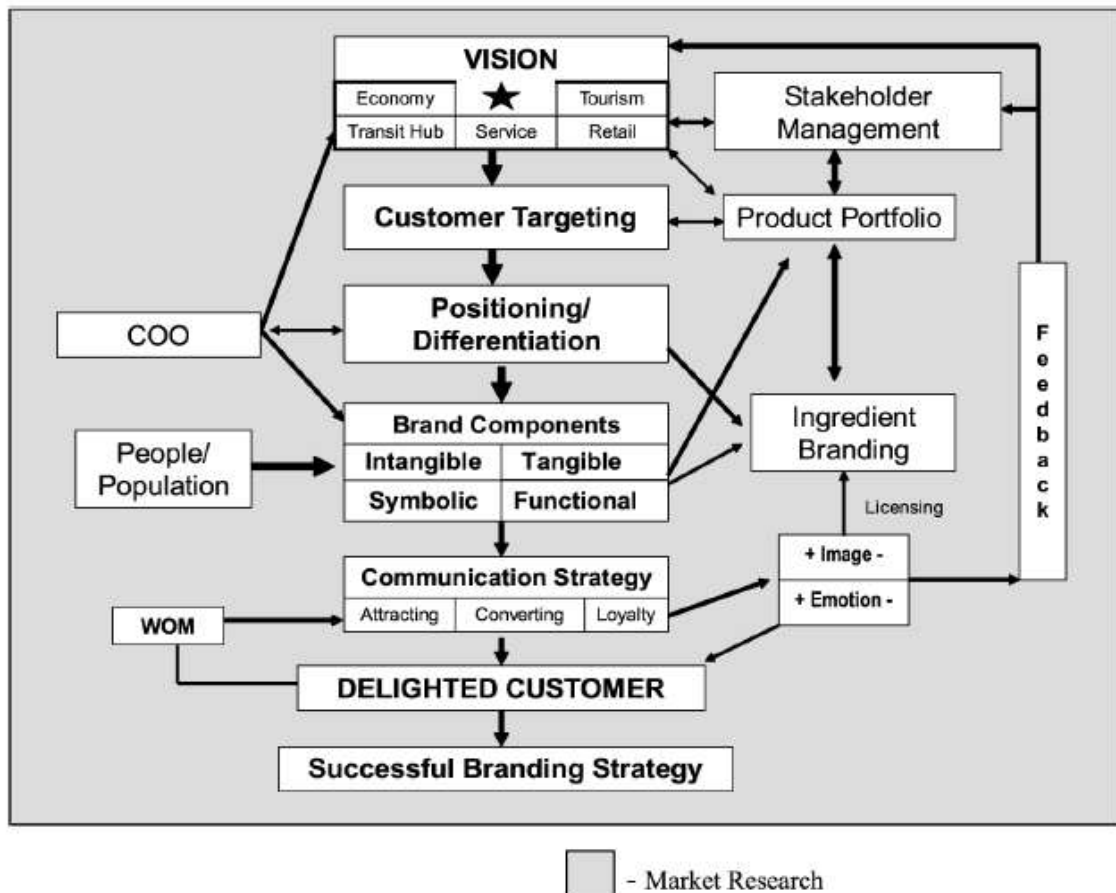 VISION
Economy
Tourism
Transit Hub
Service
Retail
Stakeholder
Management
Customer Targeting
Product Portfolio
Positioning/
Differentiation
COO
Feedback
Brand Components
Intangible
Tangible
Symbolic
Functional
People/
Population
Ingredient
Branding
Licensing
+ Image -
+ Emotion -
Communication Strategy
Attracting
Converting
Loyalty
WOM
DELIGHTED CUSTOMER
Successful Branding Strategy
- Market Research